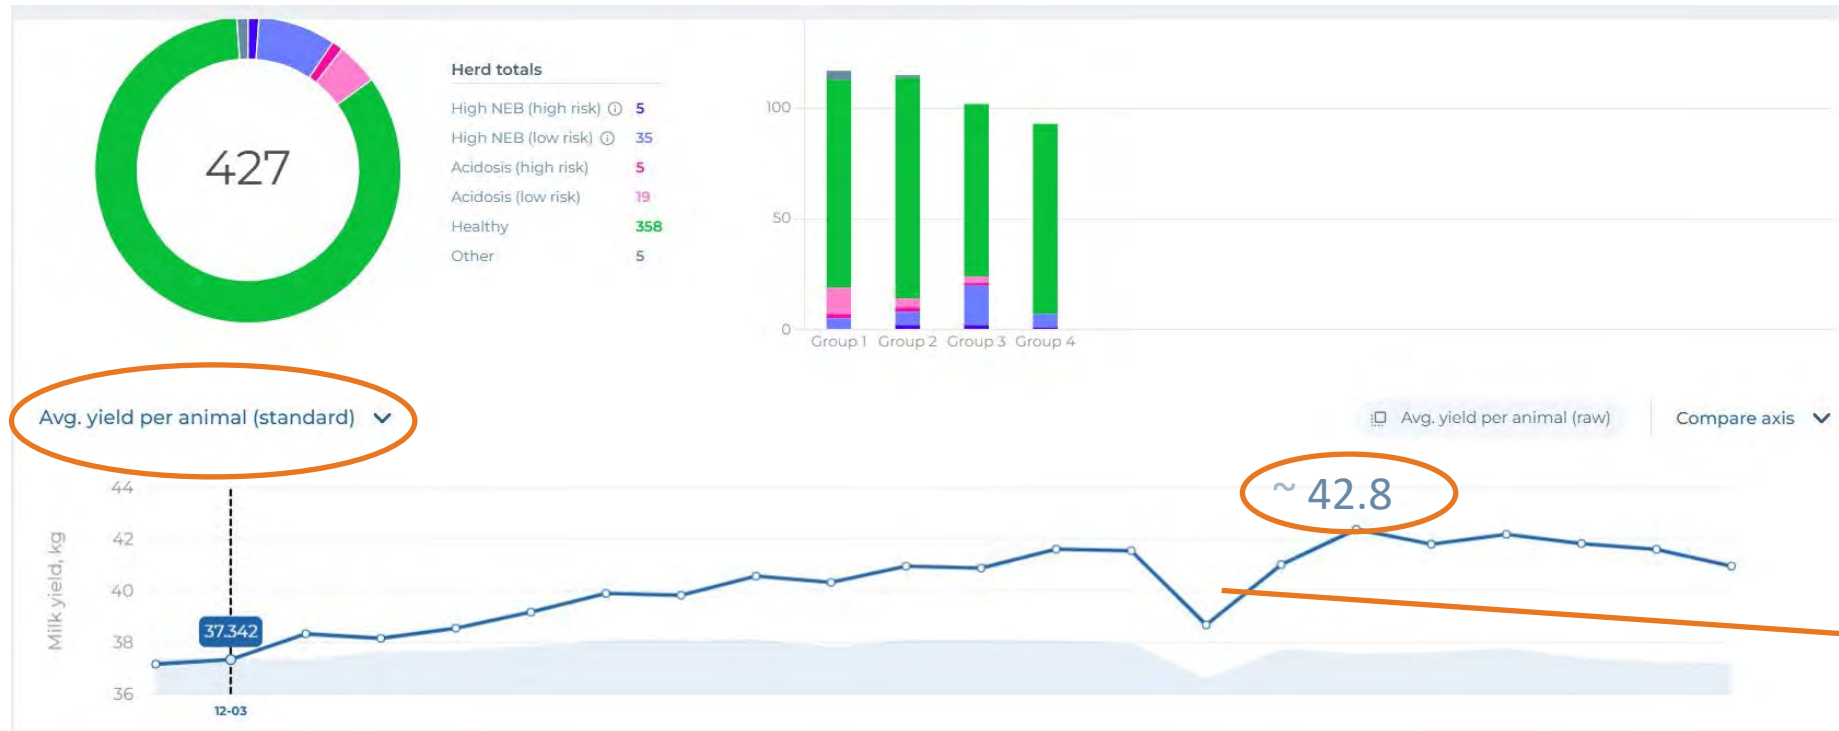 Herd totals
High NEB (high risk) ⓘ 5
High NEB (low risk) ⓘ 35
Acidosis (high risk) 5
Acidosis (low risk) 19
Healthy 358
Other 5
427
100
50
0
Group 1 Group 2 Group 3 Group 4
Avg. yield per animal (standard)
Avg. yield per animal (raw)
Compare axis
~ 42.8
Milk yield, kg
44
42
40
38
36
37.342
12-03